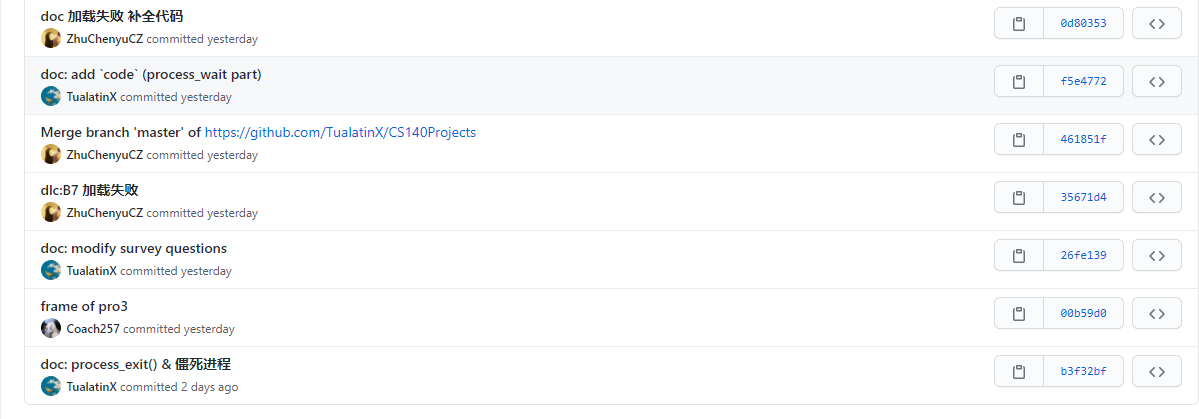 doc 加载失败 补全代码
0d80353
ZhuChenyuCZ committed yesterday
doc: add `code` (process_wait part)
f5e4772
TualatinX committed yesterday
Merge branch 'master' of https://github.com/TualatinX/CS140Projects
461851f
ZhuChenyuCZ committed yesterday
dlc:B7 加载失败
35671d4
ZhuChenyuCZ committed yesterday
doc: modify survey questions
26fe139
TualatinX committed yesterday
frame of pro3
00b59d0
Coach257 committed yesterday
doc: process_exit() & 僵死进程
b3f32bf
TualatinX committed 2 days ago